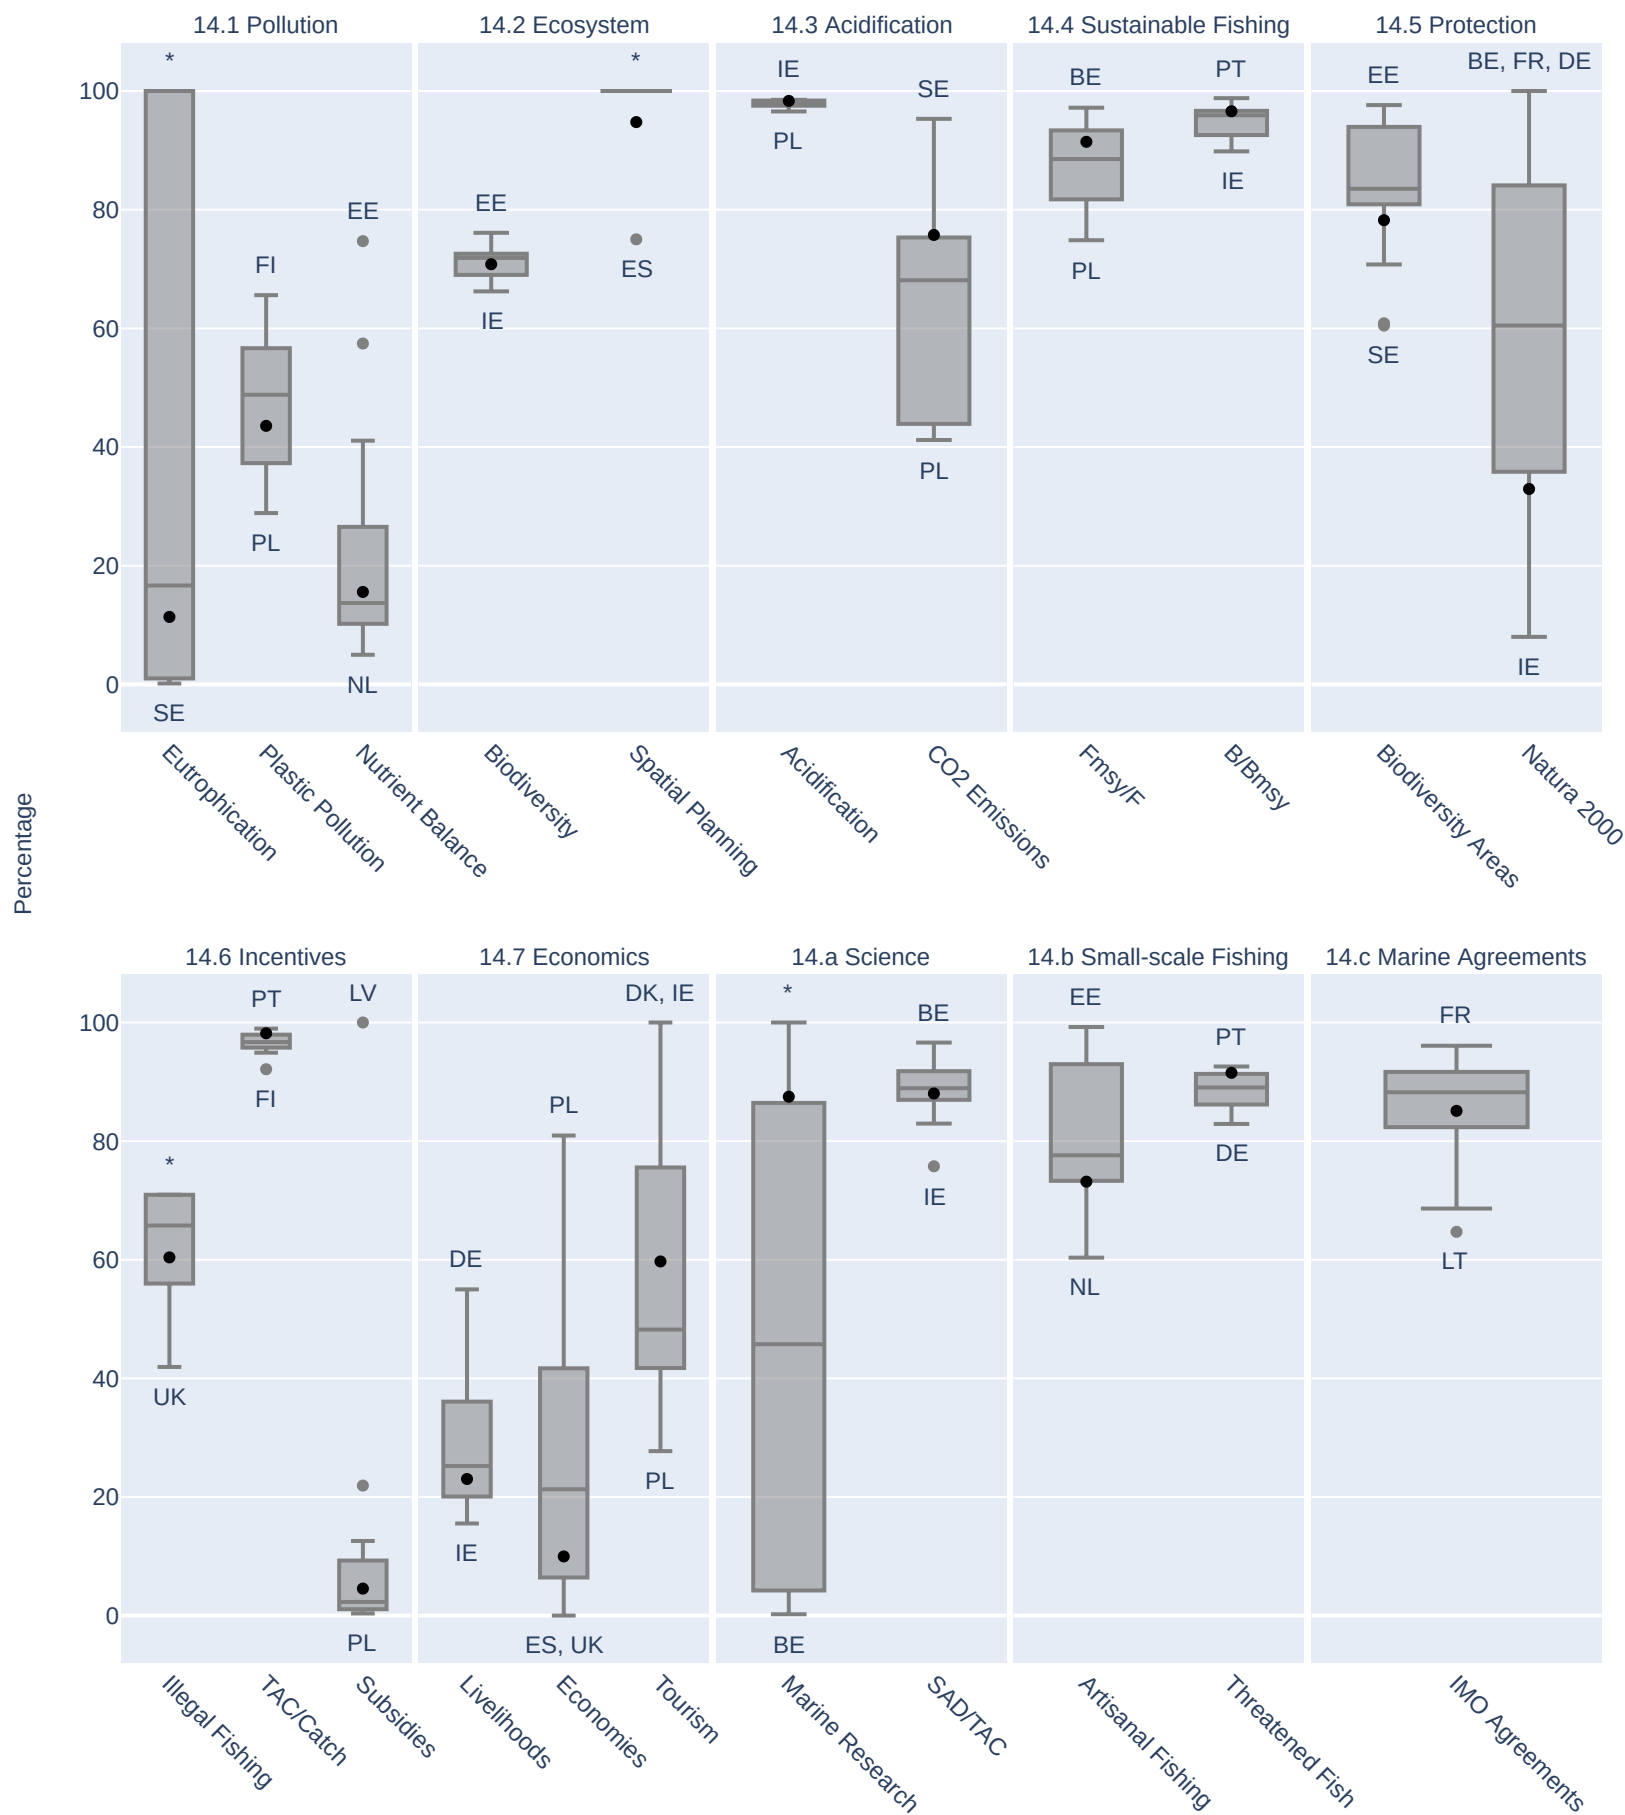 14.1 Pollution 14.2 Ecosystem 14.3 Acidification 14.4 Sustainable Fishing 14.5 Protection
* * IE SE BE PT EE BE, FR, DE
100
PL
IE
80
EE EE
FI
ES
PL
60
IE
SE
40
PL
20
PL
IE
0
NL
SE
Eutrophication
Plastic Pollution
Nutrient Balance
Biodiversity
Spatial Planning
Acidification
CO2 Emissions
Fmsy/F
B/Bmsy
Biodiversity Areas
Natura 2000
Percentage
14.6 Incentives 14.7 Economics 14.a Science 14.b Small-scale Fishing 14.c Marine Agreements
PT LV DK, IE * BE EE PT FR
100
FI
PL
80
*
IE
DE
60
DE
NL
LT
40
UK
20
PL
IE
0
PL
ES, UK
BE
Illegal Fishing
TAC/Catch
Subsidies
Livelihoods
Economies
Tourism
Marine Research
SAD/TAC
Artisanal Fishing
Threatened Fish
IMO Agreements